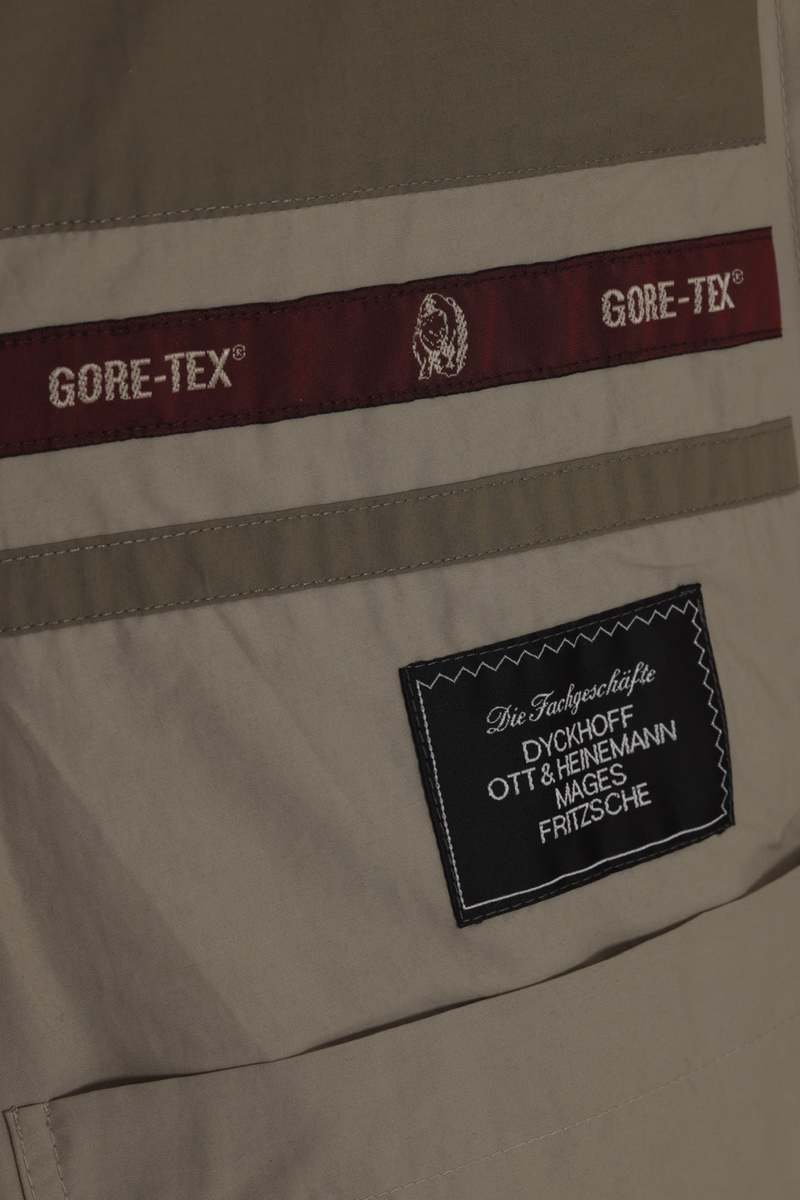 GORE-TEX®
GORE-TEX®
Die Fachgeschäfte
DYCKHOFF
OTT & HEINEMANN
MAGES
FRITZSCHE